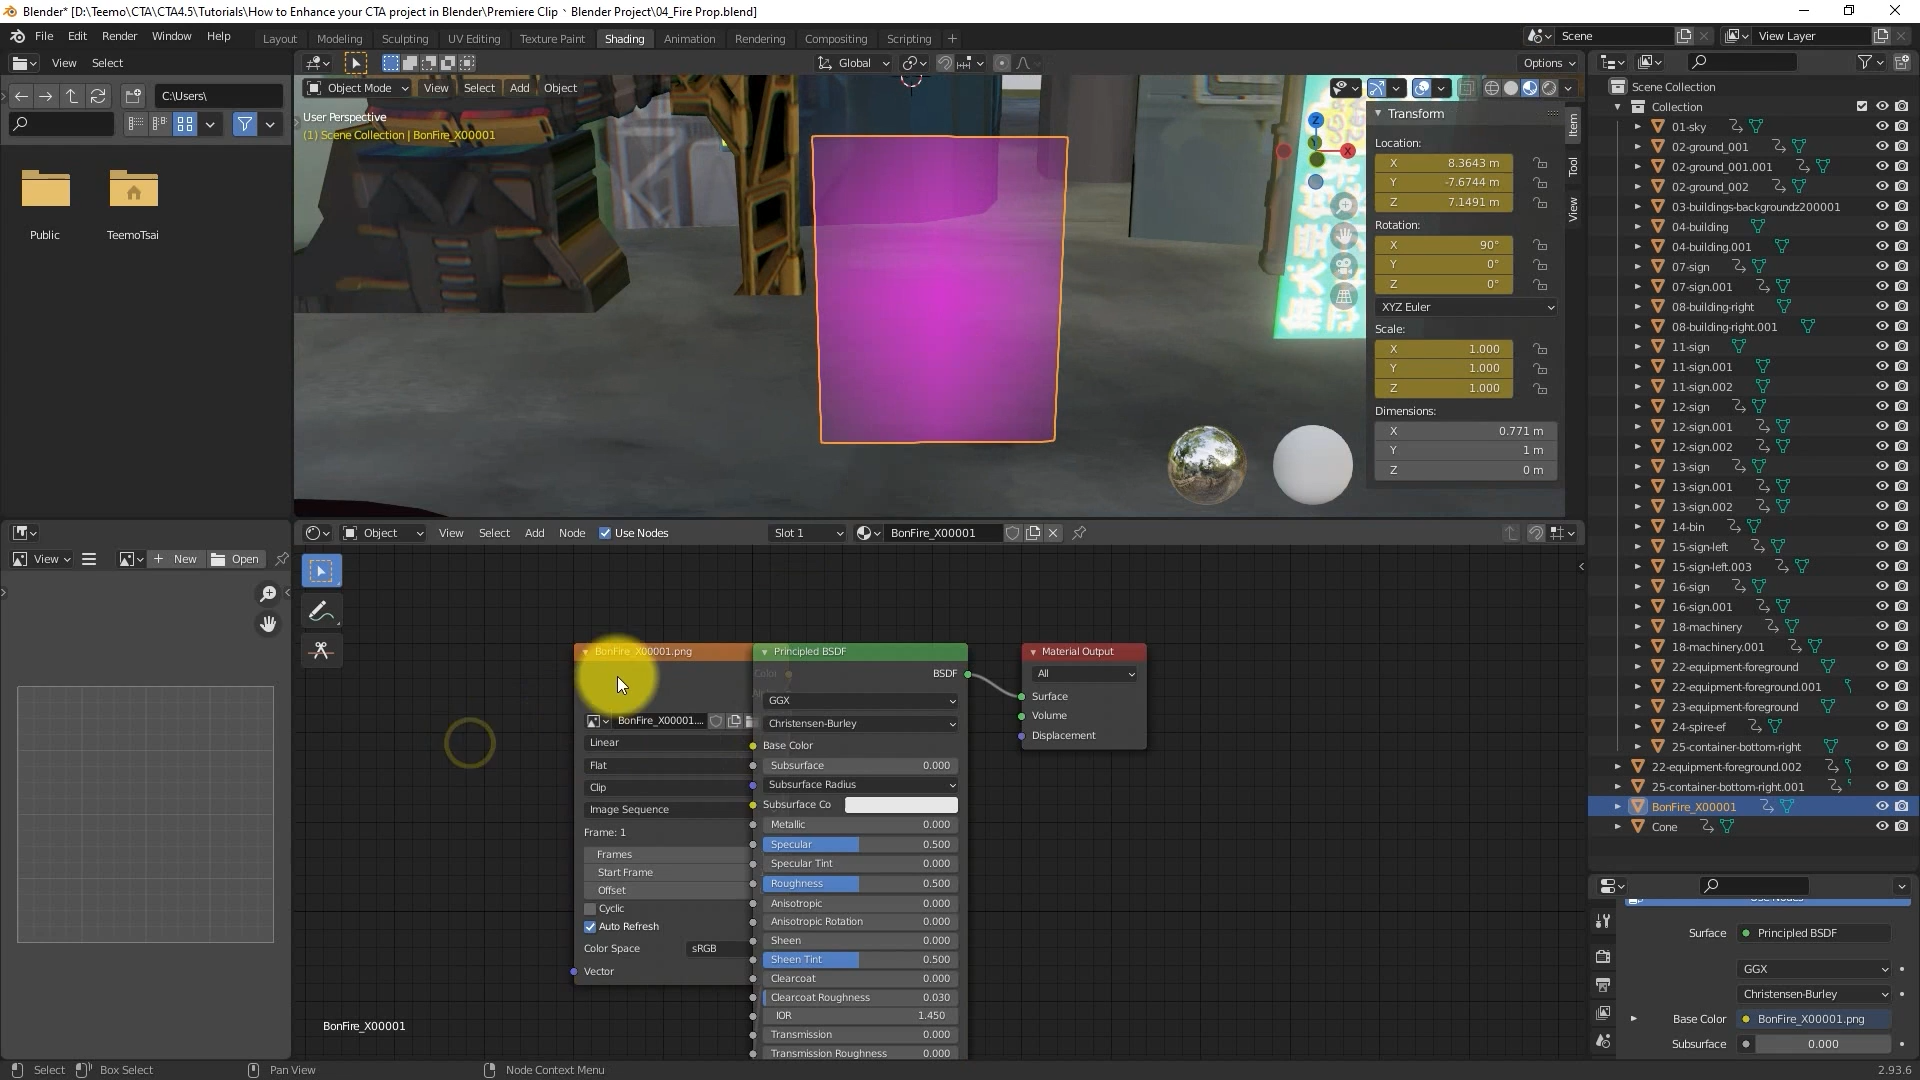 Blender* [D:\Teemo\CTA\CTA4.5\Tutorials\How to Enhance your CTA project in Blender\Premiere Clip、Blender Project\04_Fire Prop.blend]
File Edit Render Window Help Layout Modeling Sculpting UV Editing Texture Paint Shading Animation Rendering Compositing Scripting + Scene View Layer
View Select Global Options
C:\Users\
Object Mode View Select Add Object
User Perspective
(1) Scene Collection | BonFire_X00001
Public
TeemoTsai
Transform
Location:
X 8.3643 m
Y -7.6744 m
Z 7.1491 m
Rotation:
X 90°
Y 0°
Z 0°
XYZ Euler
Scale:
X 1.000
Y 1.000
Z 1.000
Dimensions:
X 0.771 m
Y 1 m
Z 0 m
Item
Tool
View
Z
X
Scene Collection
Collection
01-sky
02-ground_001
02-ground_001.001
02-ground_002
03-buildings-backgroundz200001
04-building
04-building.001
07-sign
07-sign.001
08-building-right
08-building-right.001
11-sign
11-sign.001
11-sign.002
12-sign
12-sign.001
12-sign.002
13-sign
13-sign.001
13-sign.002
14-bin
15-sign-left
15-sign-left.003
16-sign
16-sign.001
18-machinery
18-machinery.001
22-equipment-foreground
22-equipment-foreground.001
23-equipment-foreground
24-spire-ef
25-container-bottom-right
22-equipment-foreground.002
25-container-bottom-right.001
BonFire_X00001
Cone
View + New Open
Object View Select Add Node Use Nodes Slot 1 BonFire_X00001
BonFire_X00001.png
Color
BonFire_X00001....
Linear
Flat
Clip
Image Sequence
Frame: 1
Frames
Start Frame
Offset
Cyclic
Auto Refresh
Color Space sRGB
Vector
Principled BSDF
BSDF
GGX
Christensen-Burley
Base Color
Subsurface 0.000
Subsurface Radius
Subsurface Co
Metallic 0.000
Specular 0.500
Specular Tint 0.000
Roughness 0.500
Anisotropic 0.000
Anisotropic Rotation 0.000
Sheen 0.000
Sheen Tint 0.500
Clearcoat 0.000
Clearcoat Roughness 0.030
IOR 1.450
Transmission 0.000
Transmission Roughness 0.000
Material Output
All
Surface
Volume
Displacement
BonFire_X00001
Use Nodes
Surface Principled BSDF
GGX
Christensen-Burley
Base Color BonFire_X00001.png
Subsurface 0.000
Select Box Select Pan View Node Context Menu 2.93.6